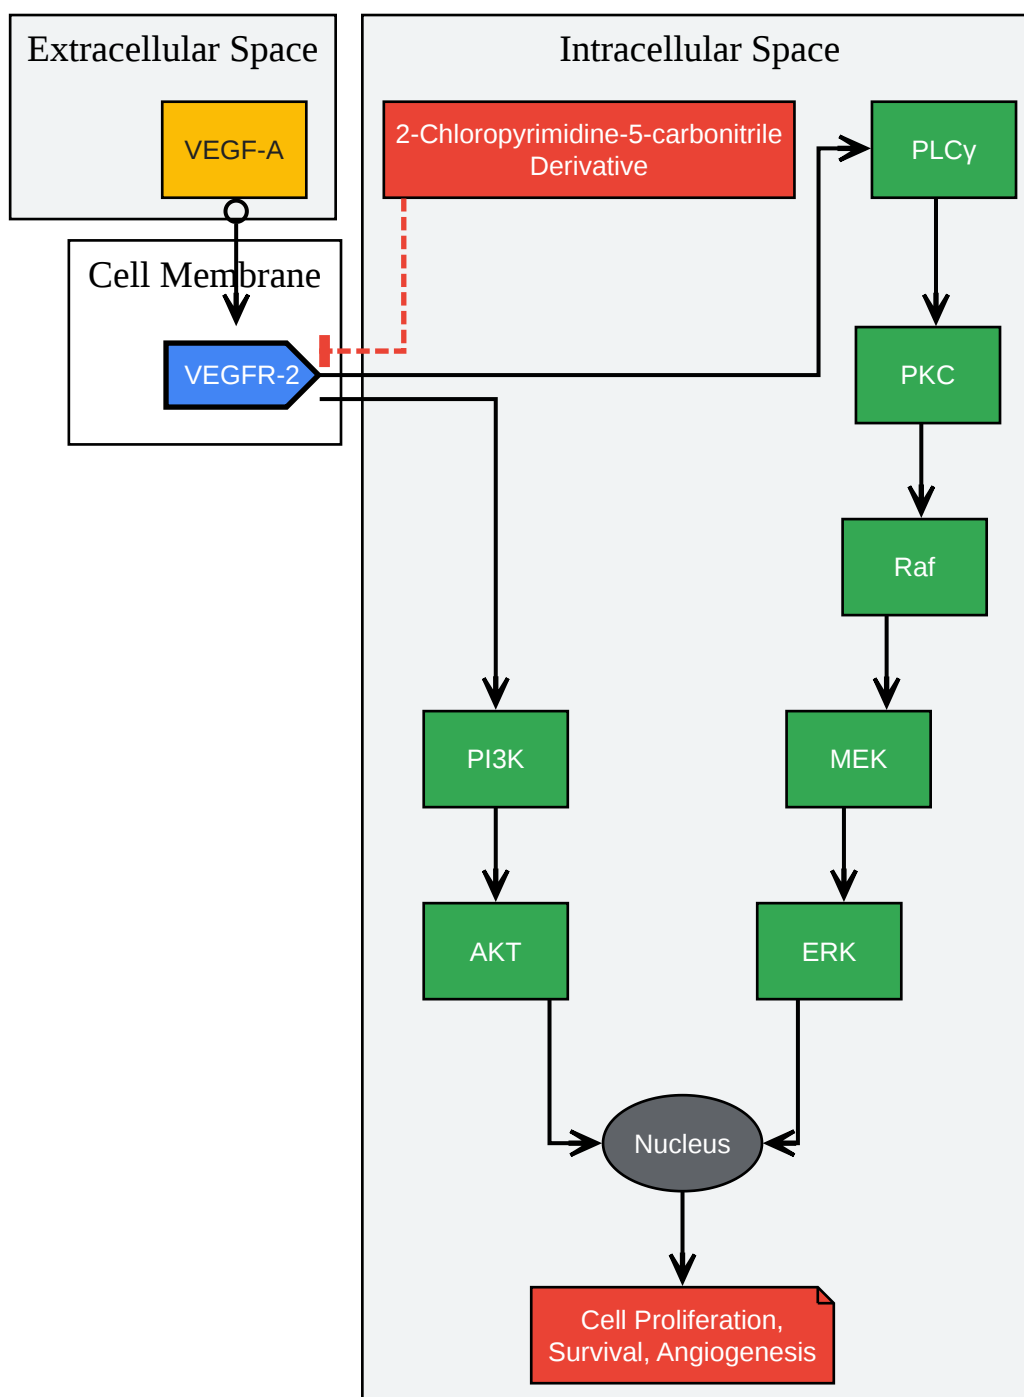 Extracellular Space
Intracellular Space
VEGF-A
2-Chloropyrimidine-5-carbonitrile
Derivative
PLCγ
Cell Membrane
VEGFR-2
PKC
Raf
PI3K
MEK
AKT
ERK
Nucleus
Cell Proliferation,
Survival, Angiogenesis